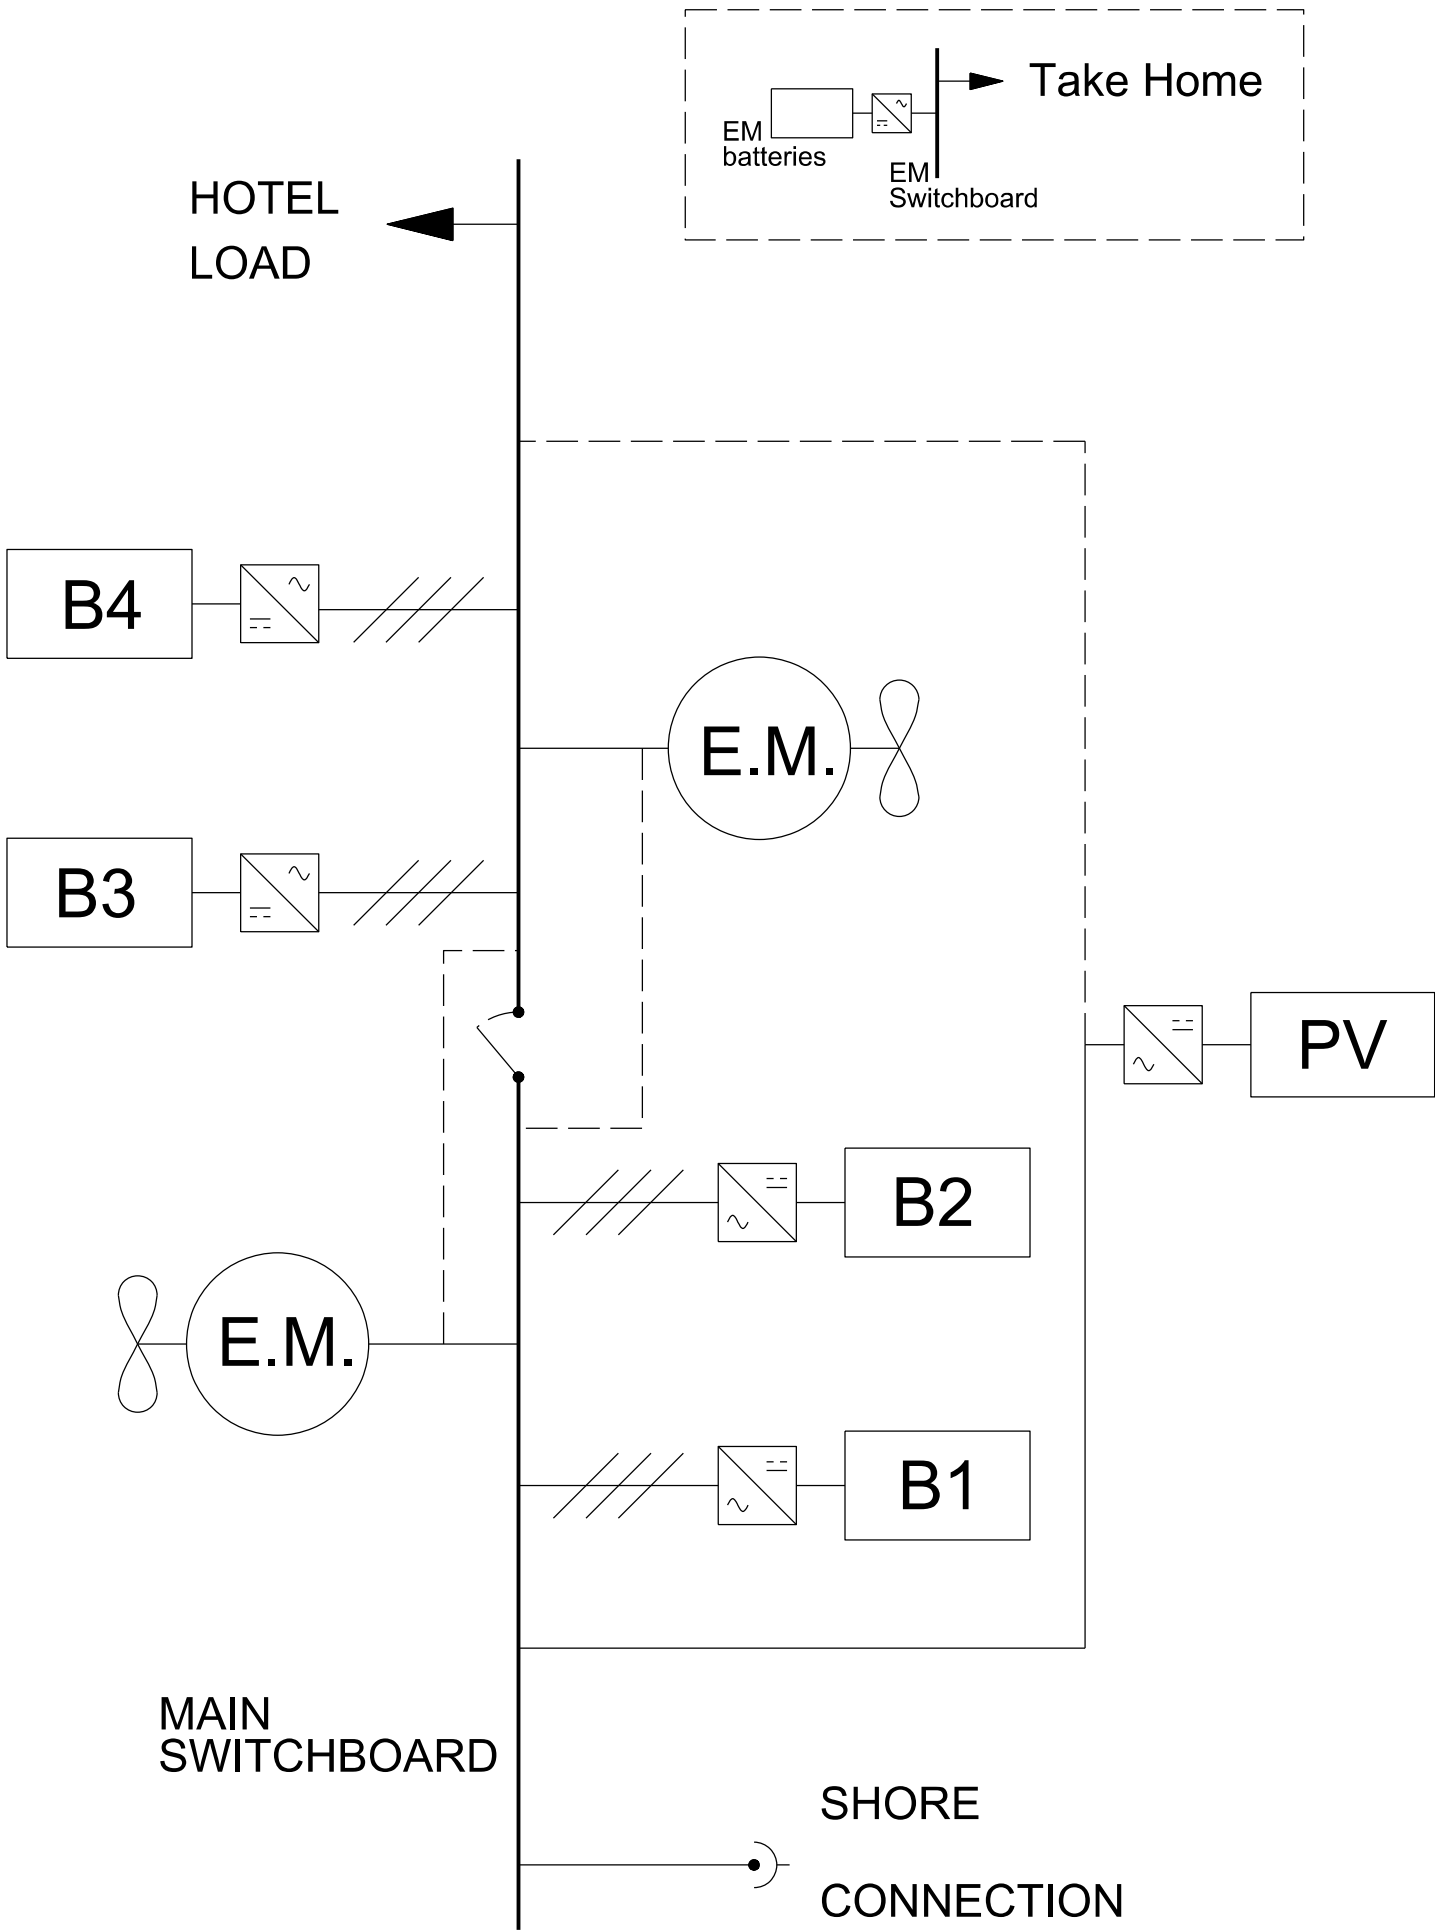 Take Home
EM
batteries
EM
Switchboard
HOTEL
LOAD
B4
E.M.
B3
PV
B2
E.M.
B1
MAIN
SWITCHBOARD
SHORE
CONNECTION